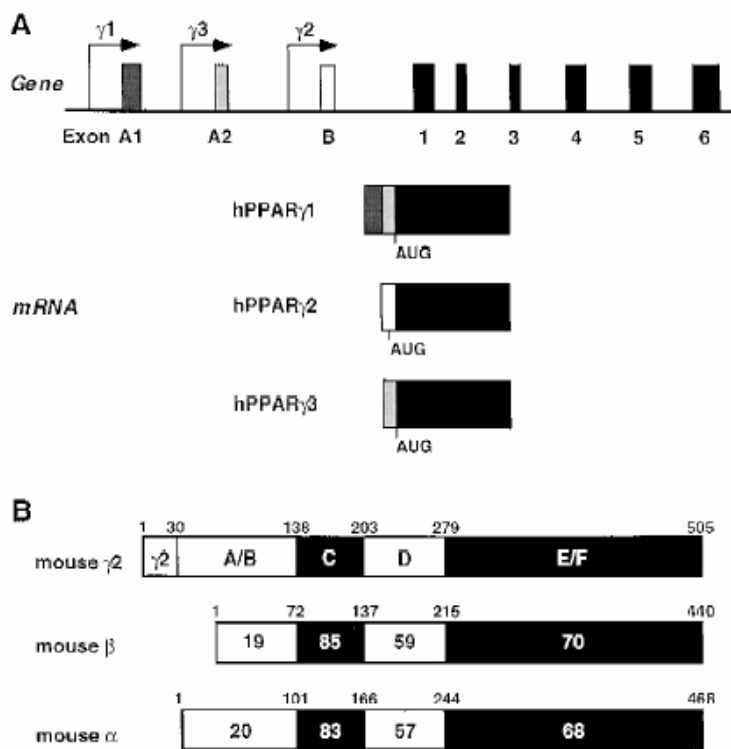 A
γ1 γ3 γ2
Gene
Exon A1 A2 B 1 2 3 4 5 6
hPPARγ1
AUG
mRNA
hPPARγ2
AUG
hPPARγ3
AUG
B
1 30 138 203 279 505
mouse γ2 γ2 A/B C D E/F
1 72 137 215 440
mouse β 19 85 59 70
1 101 166 244 468
mouse α 20 83 57 68